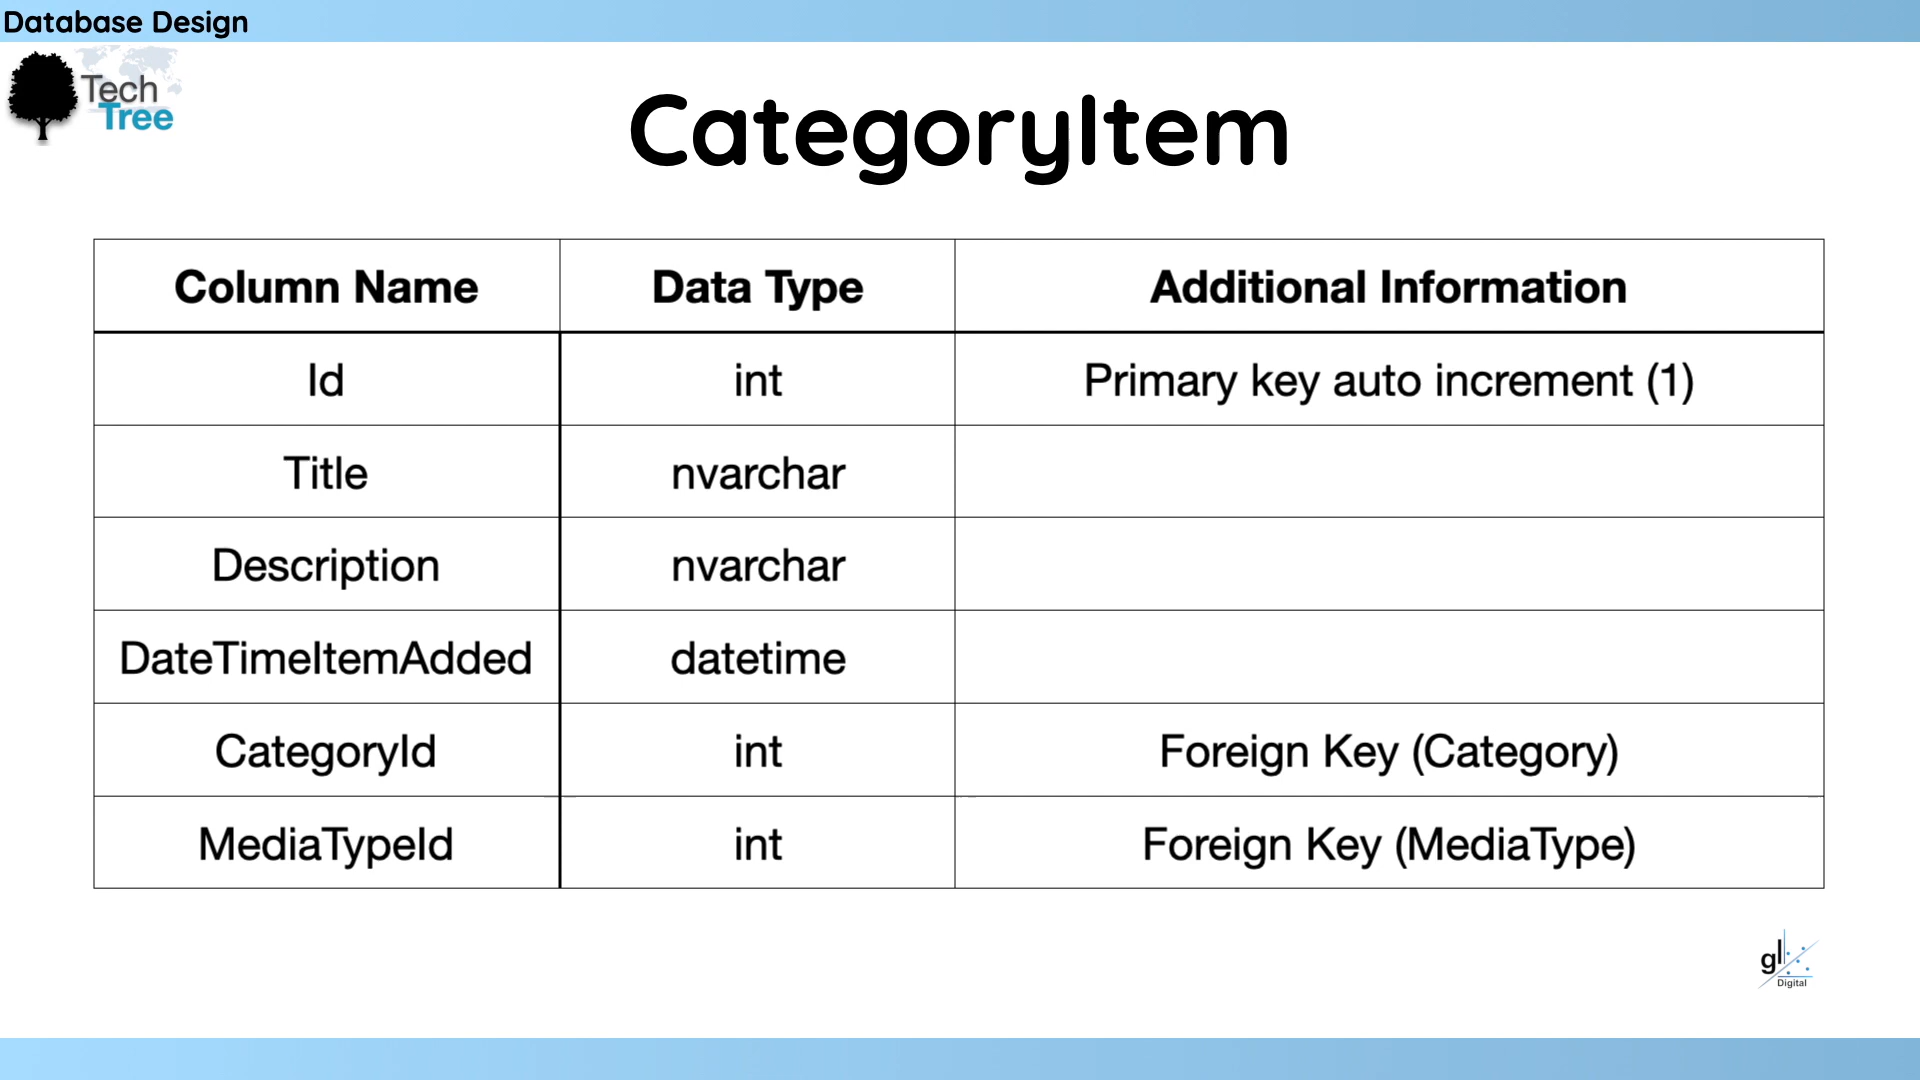 Database Design
Tech
Tree
CategoryItem
Column Name Data Type Additional Information
Id int Primary key auto increment (1)
Title nvarchar
Description nvarchar
DateTimeItemAdded datetime
CategoryId int Foreign Key (Category)
MediaTypeId int Foreign Key (MediaType)
gl
Digital